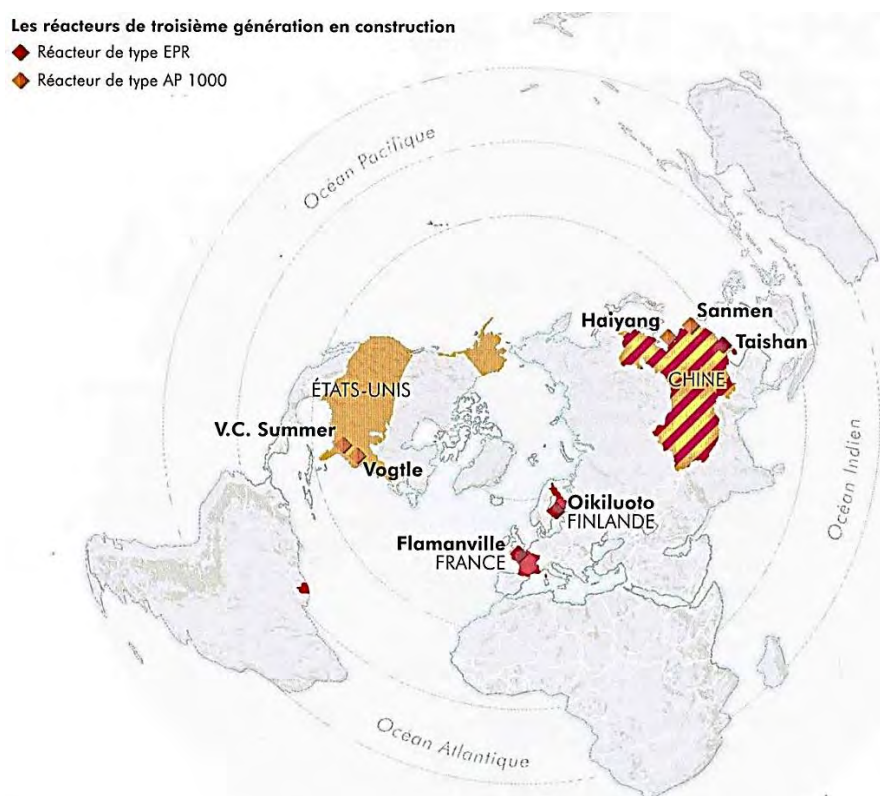 Les réacteurs de troisième génération en construction
Réacteur de type EPR
Réacteur de type AP 1000
Océan Pacifique
Haiyang
Sanmen
Taishan
CHINE
ÉTATS-UNIS
V.C. Summer
Vogtle
Océan Indien
Oikiluoto
FINLANDE
Flamanville
FRANCE
Océan Atlantique